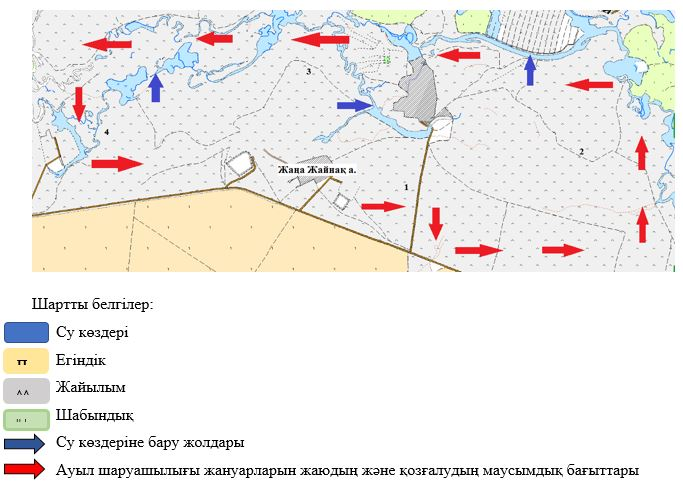 3
4
2
Жаңа Жайнақ а.
1
Шартты белгілер:
Су көздері
Егіндік
Жайылым
Шабындық
Су көздеріне бару жолдары
Ауыл шаруашылығы жануарларын жаюдың және қозғалудың маусымдық бағыттары